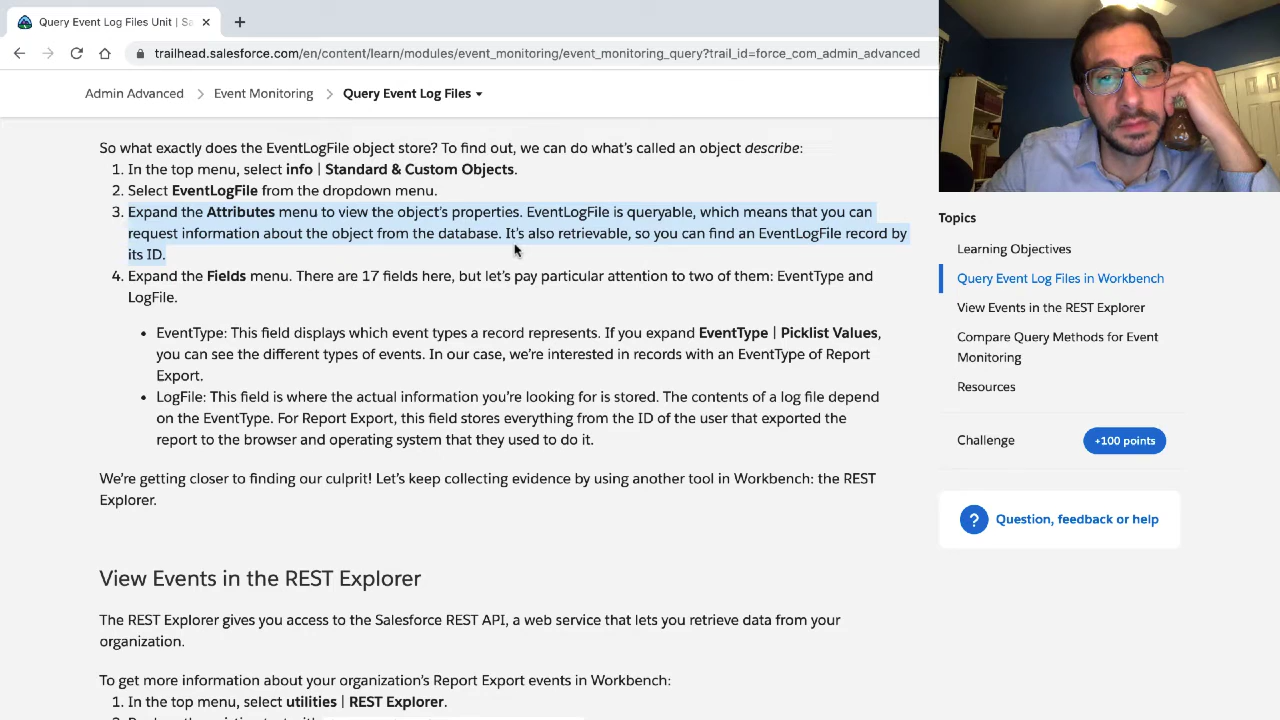 Query Event Log Files Unit | Sa
trailhead.salesforce.com/en/content/learn/modules/event_monitoring/event_monitoring_query?trail_id=force_com_admin_advanced
Admin Advanced > Event Monitoring > Query Event Log Files
So what exactly does the EventLogFile object store? To find out, we can do what's called an object describe:
1. In the top menu, select info | Standard & Custom Objects.
2. Select EventLogFile from the dropdown menu.
3. Expand the Attributes menu to view the object's properties. EventLogFile is queryable, which means that you can
request information about the object from the database. It's also retrievable, so you can find an EventLogFile record by
its ID.
4. Expand the Fields menu. There are 17 fields here, but let's pay particular attention to two of them: EventType and
LogFile.
• EventType: This field displays which event types a record represents. If you expand EventType | Picklist Values,
you can see the different types of events. In our case, we're interested in records with an EventType of Report
Export.
• LogFile: This field is where the actual information you're looking for is stored. The contents of a log file depend
on the EventType. For Report Export, this field stores everything from the ID of the user that exported the
report to the browser and operating system that they used to do it.
We're getting closer to finding our culprit! Let's keep collecting evidence by using another tool in Workbench: the REST
Explorer.
View Events in the REST Explorer
The REST Explorer gives you access to the Salesforce REST API, a web service that lets you retrieve data from your
organization.
To get more information about your organization's Report Export events in Workbench:
1. In the top menu, select utilities | REST Explorer.
Topics
Learning Objectives
Query Event Log Files in Workbench
View Events in the REST Explorer
Compare Query Methods for Event
Monitoring
Resources
Challenge
+100 points
? Question, feedback or help